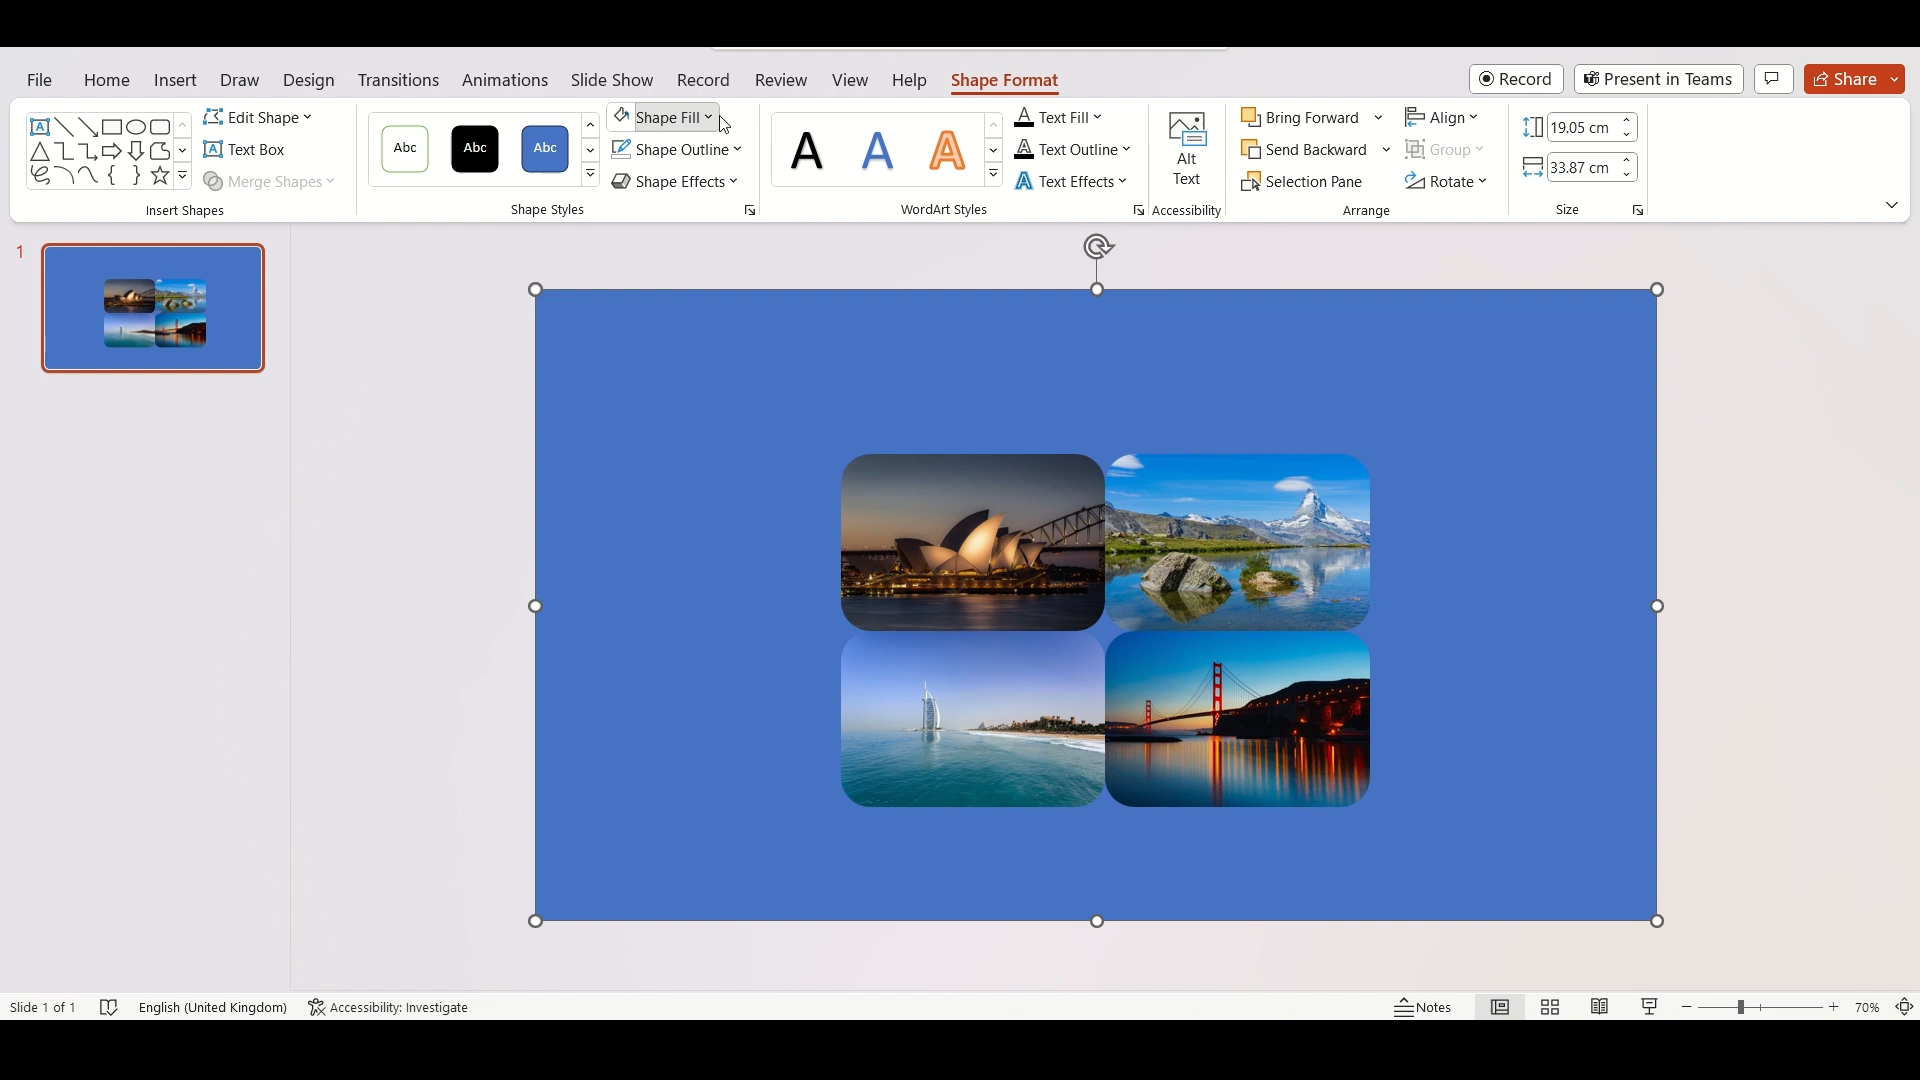 File Home Insert Draw Design Transitions Animations Slide Show Record Review View Help Shape Format Record Present in Teams Share
A Edit Shape Abc Abc Abc Shape Fill A A A A Text Fill Bring Forward Align 19.05 cm
A Text Box Shape Outline A Text Outline Alt Text Send Backward Group
Merge Shapes Shape Effects A Text Effects Selection Pane Rotate 33.87 cm
Insert Shapes Shape Styles WordArt Styles Accessibility Arrange Size
1
Slide 1 of 1 English (United Kingdom) Accessibility: Investigate Notes 70%